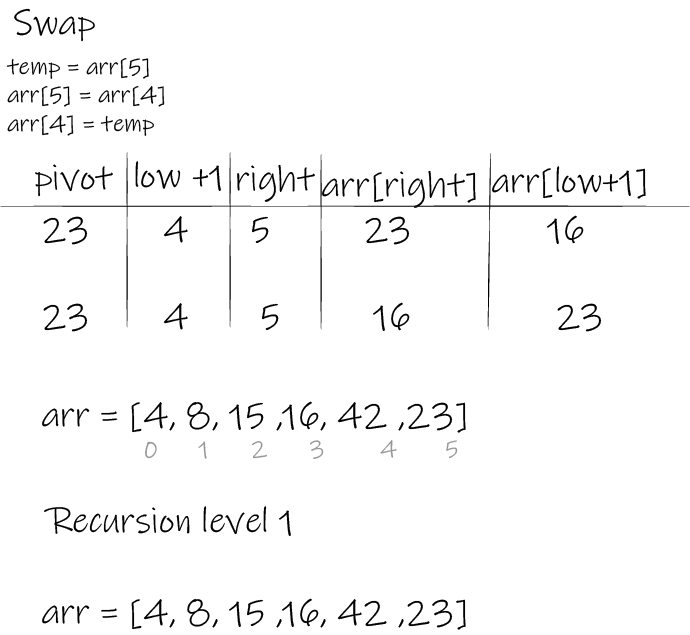 Swap
temp = arr[5]
arr[5] = arr[4]
arr[4] = temp
pivot low +1 right arr[right] arr[low+1]
23 4 5 23 16
23 4 5 16 23
arr = [4, 8, 15 ,16, 42 ,23]
0 1 2 3 4 5
Recursion level 1
arr = [4, 8, 15 ,16, 42 ,23]